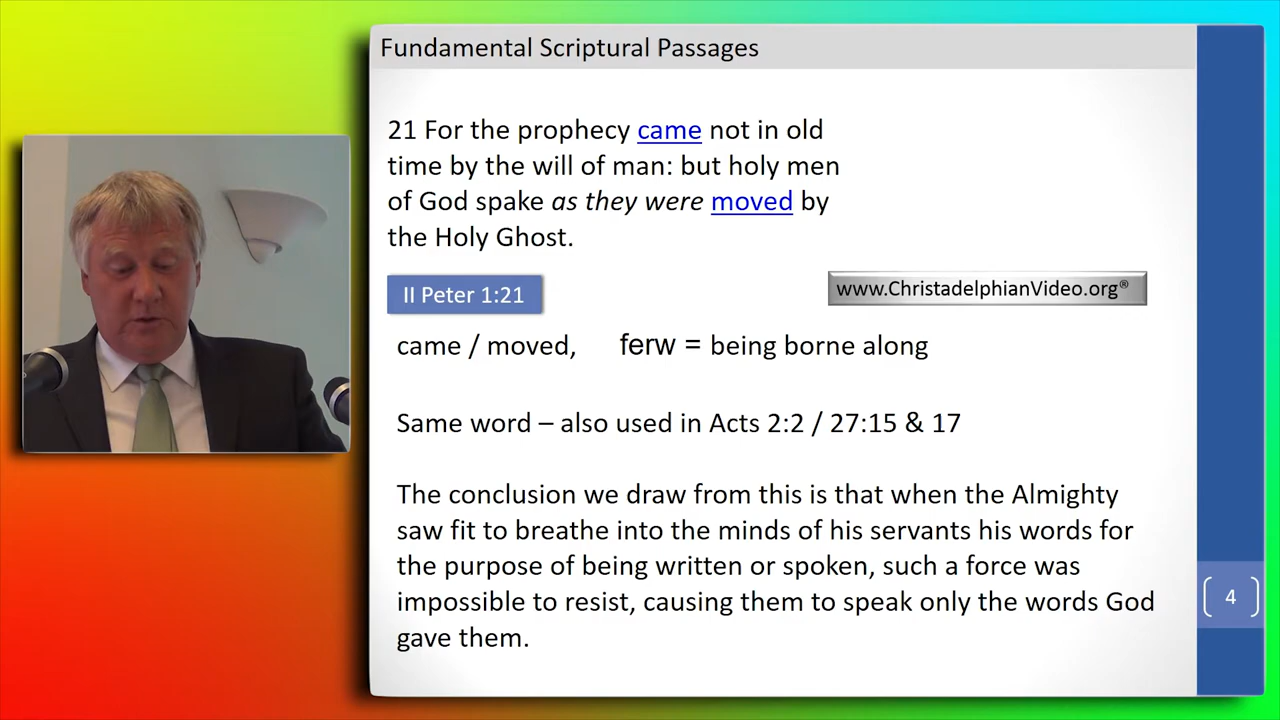 Fundamental Scriptural Passages
21 For the prophecy came not in old
time by the will of man: but holy men
of God spake as they were moved by
the Holy Ghost.
II Peter 1:21
www.ChristadelphianVideo.org®
came / moved, ferw = being borne along
Same word – also used in Acts 2:2 / 27:15 & 17
The conclusion we draw from this is that when the Almighty
saw fit to breathe into the minds of his servants his words for
the purpose of being written or spoken, such a force was
impossible to resist, causing them to speak only the words God
gave them.
4